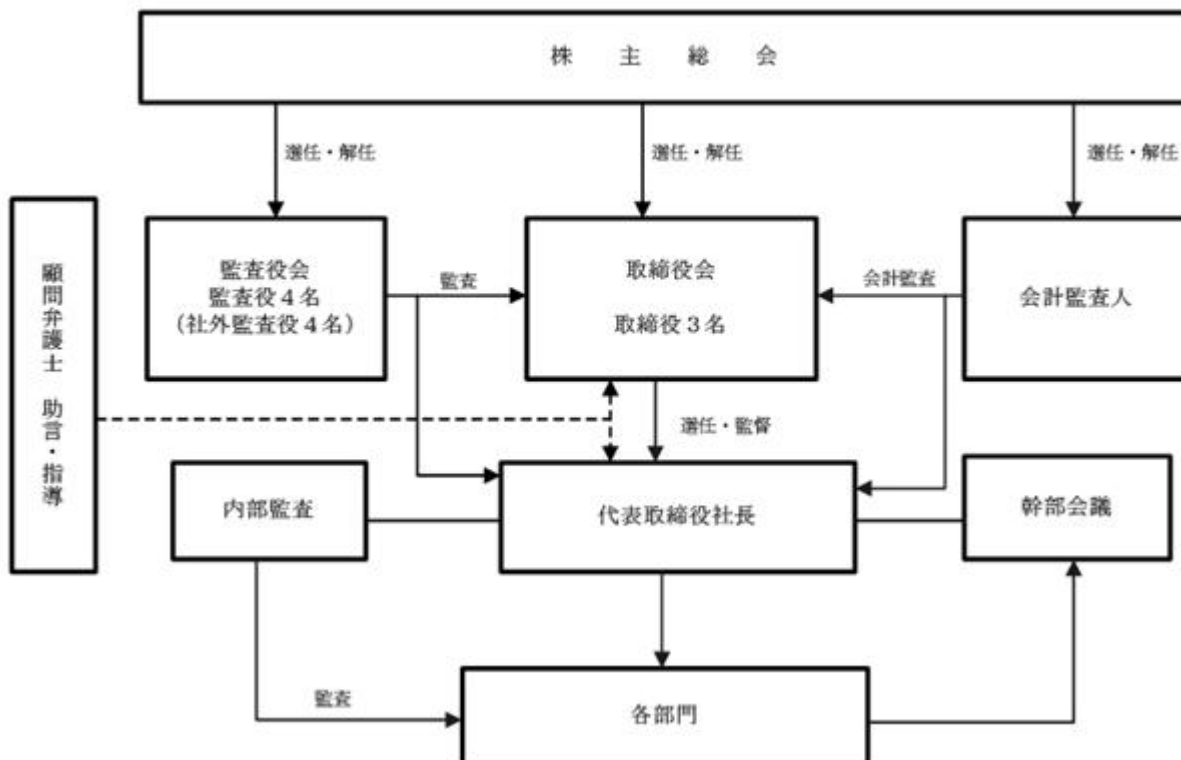 株主総会
選任・解任
選任・解任
選任・解任
顧問弁護士 助言・指導
監査役会
監査役4名
(社外監査役4名)
監査
取締役会
取締役3名
会計監査
会計監査人
選任・監督
内部監査
代表取締役社長
幹部会議
監査
各部門